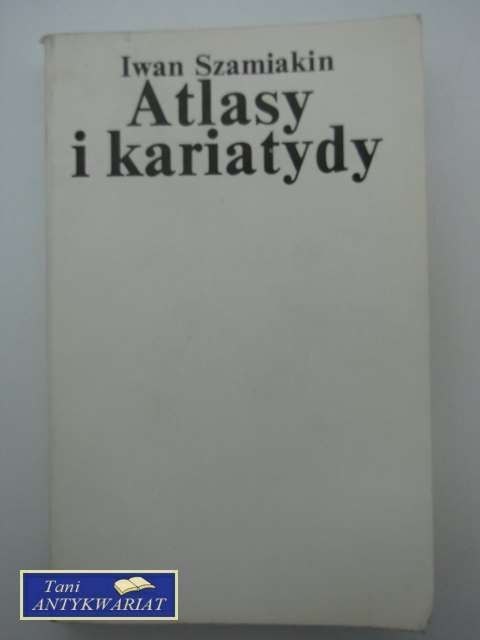 Iwan Szamiakin
Atlasy
i kariatydy
Tani
ANTYKWARIAT